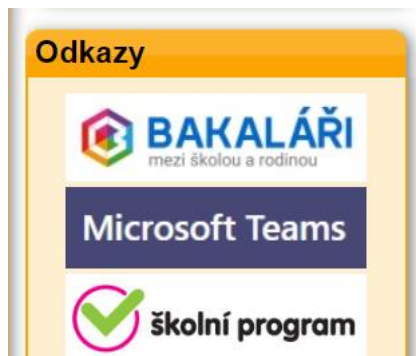 Odkazy
BAKALÁŘI
mezi školou a rodinou
Microsoft Teams
školní program